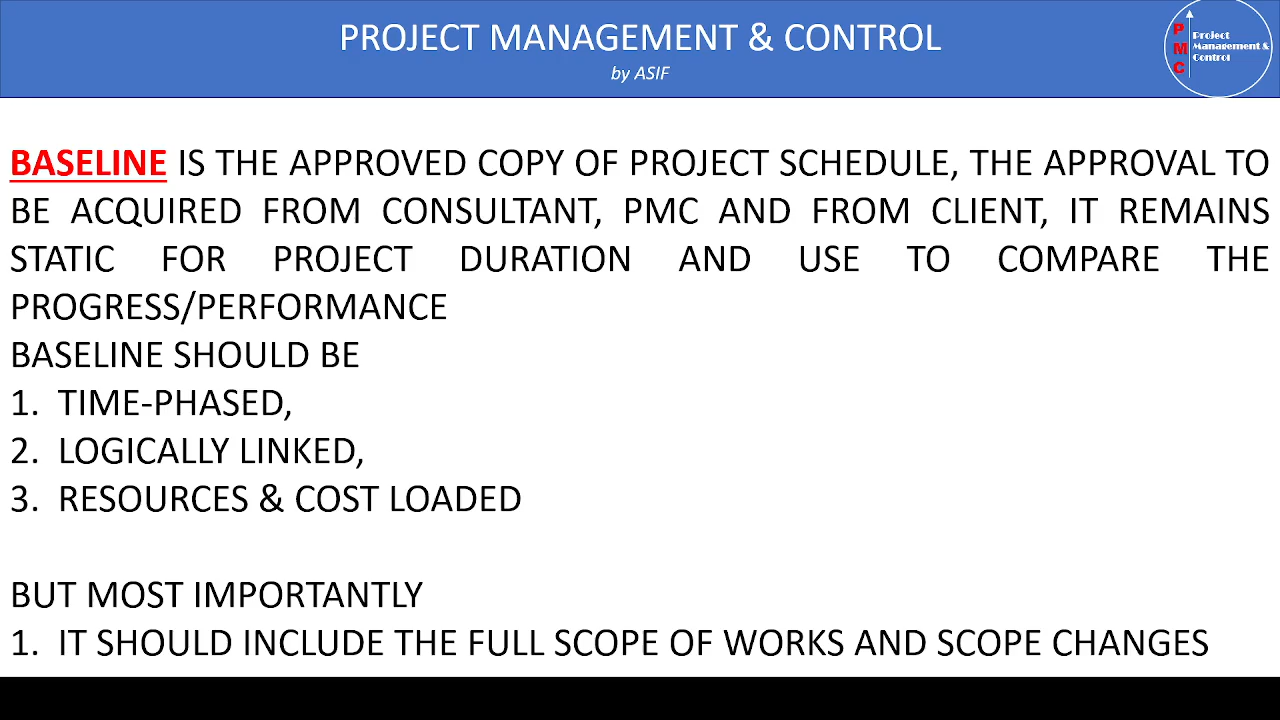 PROJECT MANAGEMENT & CONTROL
by ASIF
P Project
M Management &
C Control
BASELINE IS THE APPROVED COPY OF PROJECT SCHEDULE, THE APPROVAL TO
BE ACQUIRED FROM CONSULTANT, PMC AND FROM CLIENT, IT REMAINS
STATIC FOR PROJECT DURATION AND USE TO COMPARE THE
PROGRESS/PERFORMANCE
BASELINE SHOULD BE
1. TIME-PHASED,
2. LOGICALLY LINKED,
3. RESOURCES & COST LOADED
BUT MOST IMPORTANTLY
1. IT SHOULD INCLUDE THE FULL SCOPE OF WORKS AND SCOPE CHANGES